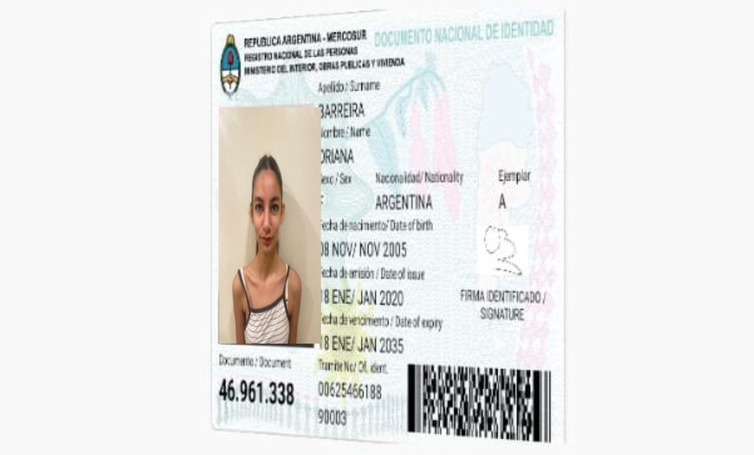 REPUBLICA ARGENTINA - MERCOSUR
REGISTRO NACIONAL DE LAS PERSONAS
MINISTERIO DEL INTERIOR, OBRAS PUBLICAS Y VIVIENDA
DOCUMENTO NACIONAL DE IDENTIDAD
Apellido / Surname
BARREIRA
Nombre / Name
ORIANA
Sexo / Sex Nacionalidad/ Nationality Ejemplar
F ARGENTINA A
Fecha de nacimiento/ Date of birth
08 NOV/ NOV 2005
Fecha de emisión / Date of issue
18 ENE/ JAN 2020
FIRMA IDENTIFICADO /
SIGNATURE
Fecha de vencimiento / Date of expiry
18 ENE/ JAN 2035
Documento / Document
46.961.338
Tramite No/ Of. ident.
00625466188
90003